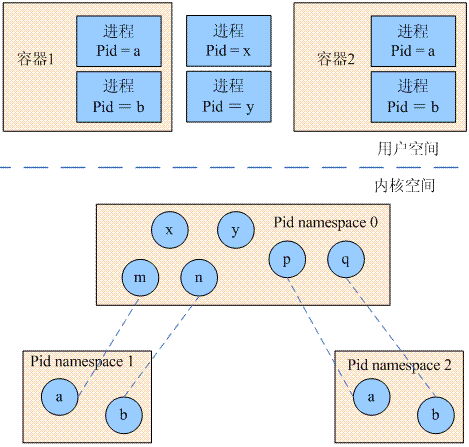 容器1
进程
Pid = a
进程
Pid = b
进程
Pid = x
进程
Pid = y
容器2
进程
Pid = a
进程
Pid = b
用户空间
内核空间
Pid namespace 0
x
y
p
q
m
n
Pid namespace 1
a
b
Pid namespace 2
a
b